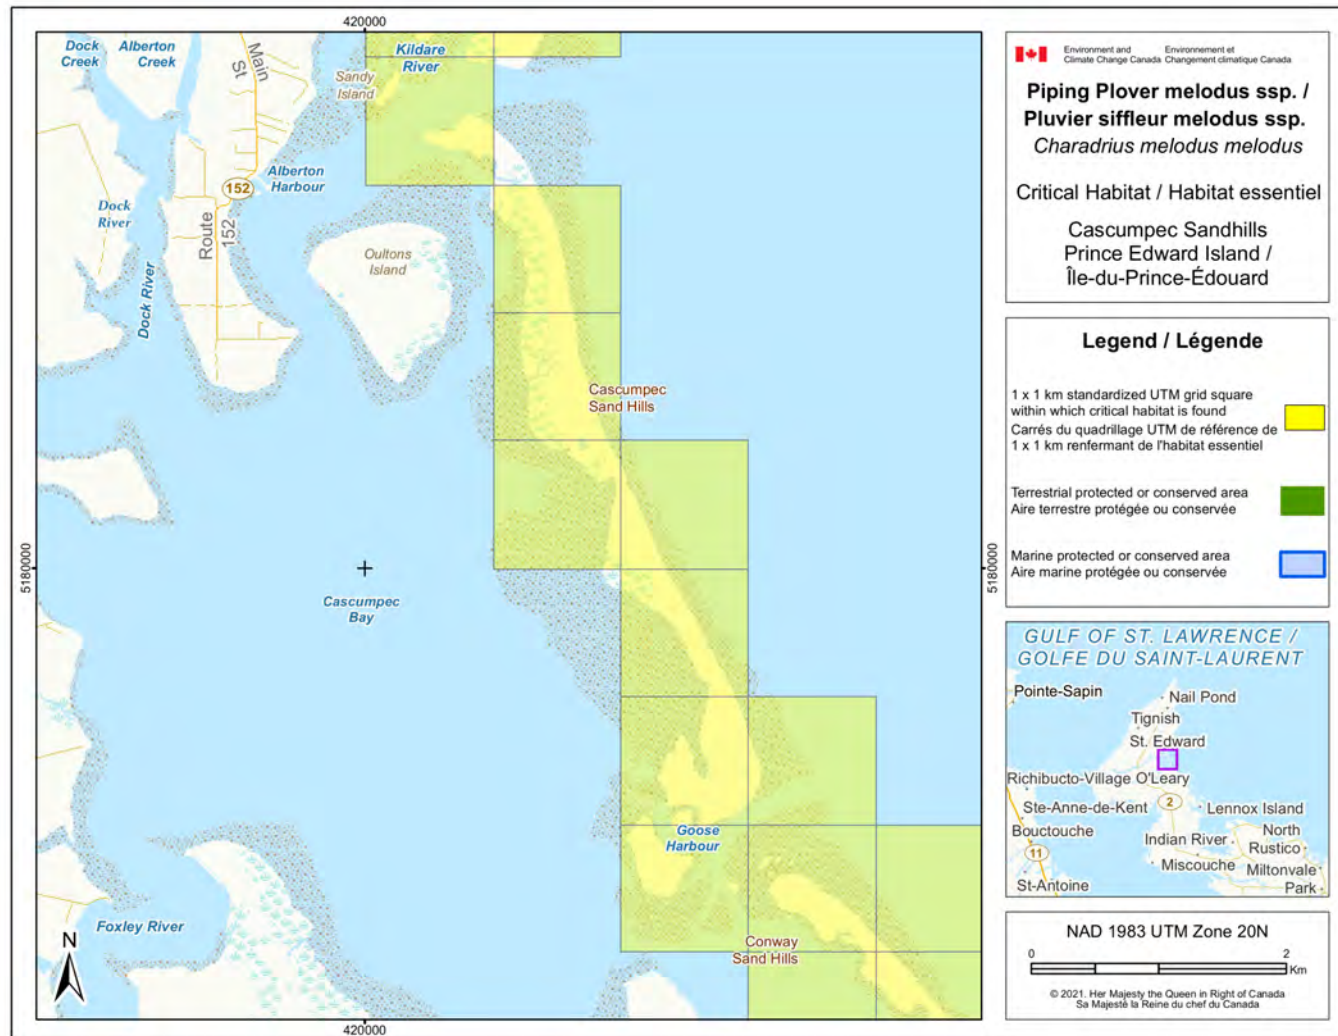 420000
Dock
Creek
Alberton
Creek
Main
St
Kildare
River
Sandy
Island
152
Alberton
Harbour
Dock
River
Route
152
Oultons
Island
Dock River
Cascumpec
Sand Hills
5180000
5180000
Cascumpec
Bay
Goose
Harbour
Foxley River
Conway
Sand Hills
N
420000
Environment and
Climate Change Canada
Environnement et
Changement climatique Canada
Piping Plover melodus ssp. /
Pluvier siffleur melodus ssp.
Charadrius melodus melodus
Critical Habitat / Habitat essentiel
Cascumpec Sandhills
Prince Edward Island /
Île-du-Prince-Édouard
Legend / Légende
1 x 1 km standardized UTM grid square
within which critical habitat is found
Carrés du quadrillage UTM de référence de
1 x 1 km renfermant de l'habitat essentiel
Terrestrial protected or conserved area
Aire terrestre protégée ou conservée
Marine protected or conserved area
Aire marine protégée ou conservée
GULF OF ST. LAWRENCE /
GOLFE DU SAINT-LAURENT
Pointe-Sapin
Nail Pond
Tignish
St. Edward
Richibucto-Village
O'Leary
Ste-Anne-de-Kent
2
Lennox Island
Bouctouche
Indian River
North
Rustico
11
Miscouche
Miltonvale
Park
St-Antoine
NAD 1983 UTM Zone 20N
0
2
Km
© 2021. Her Majesty the Queen in Right of Canada
Sa Majesté la Reine du chef du Canada